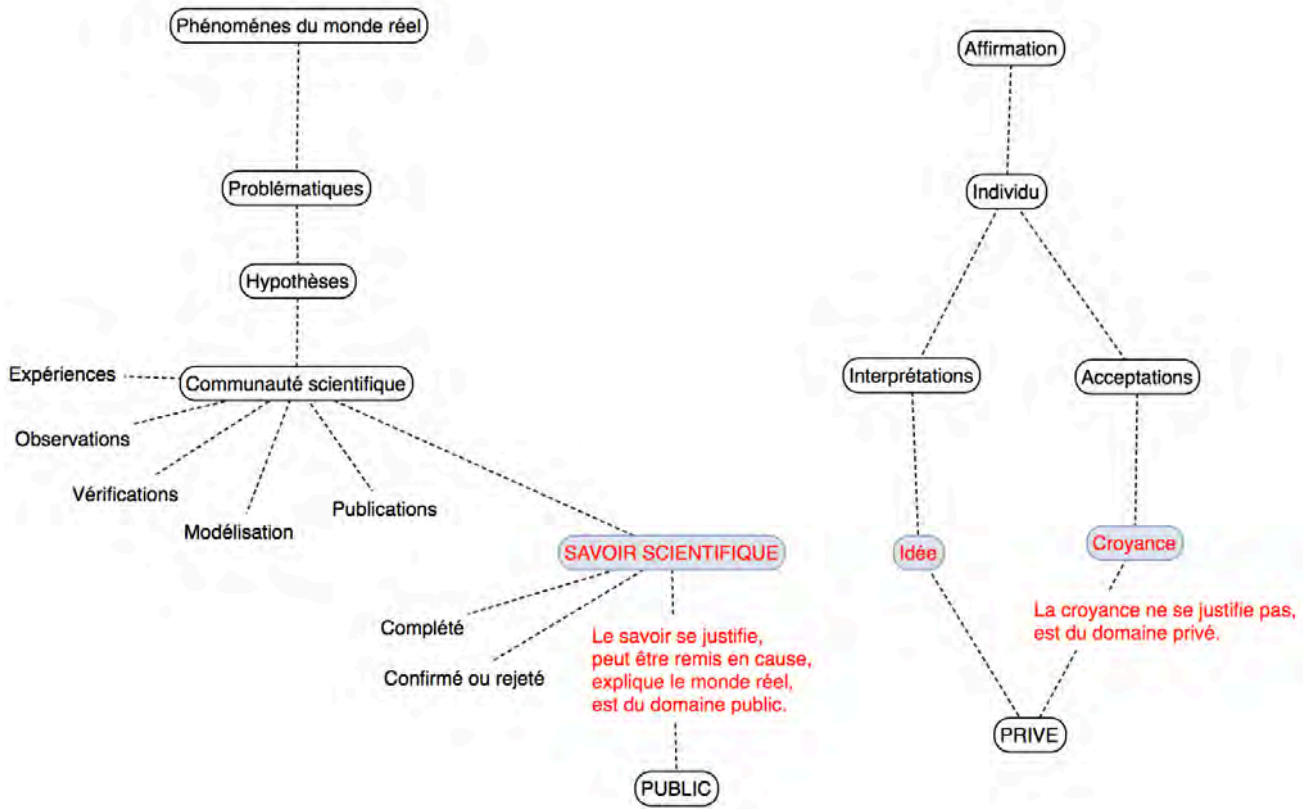 Phénoménes du monde réel
Problématiques
Hypothèses
Communauté scientifique
Expériences
Observations
Vérifications
Modélisation
Publications
SAVOIR SCIENTIFIQUE
Complété
Confirmé ou rejeté
Le savoir se justifie,
peut être remis en cause,
explique le monde réel,
est du domaine public.
PUBLIC
Affirmation
Individu
Interprétations
Acceptations
Idée
Croyance
La croyance ne se justifie pas,
est du domaine privé.
PRIVE